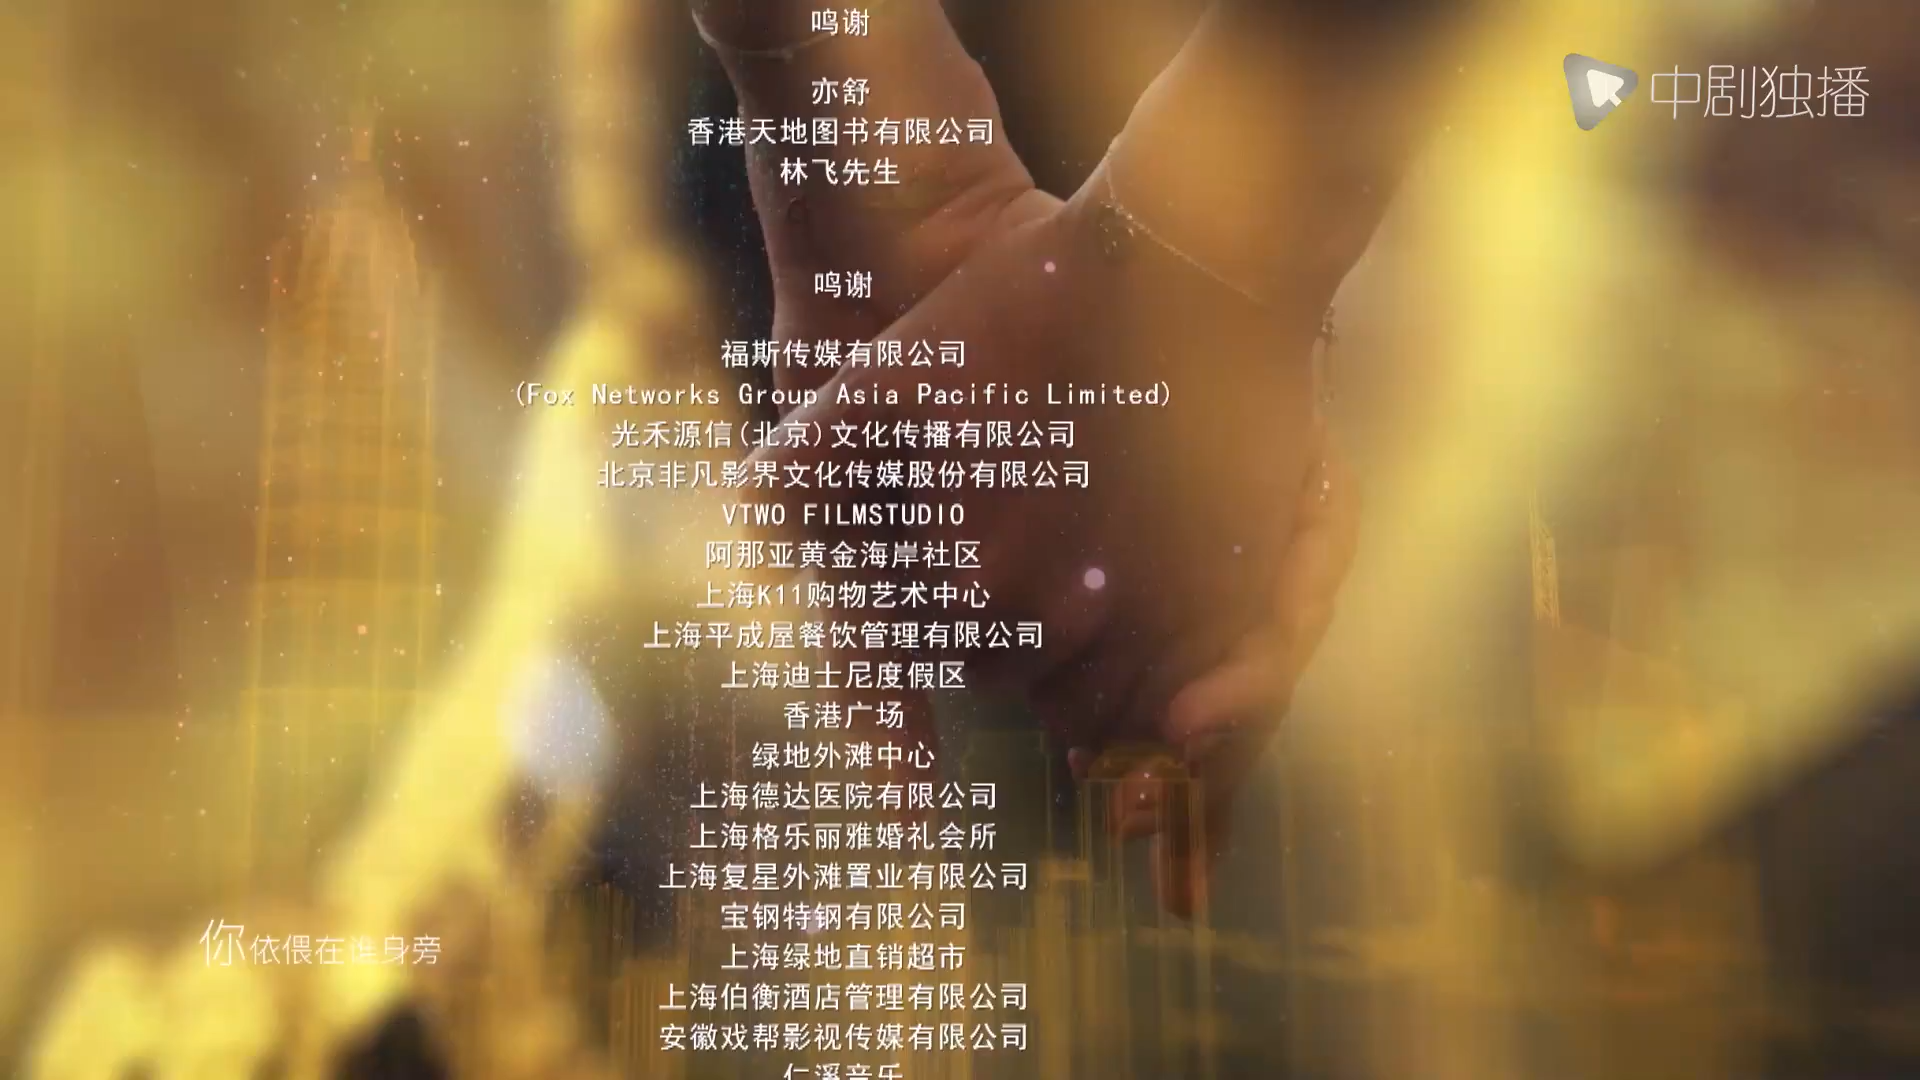 鸣谢
亦舒
香港天地图书有限公司
林飞先生
中剧独播
鸣谢
福斯传媒有限公司
(Fox Networks Group Asia Pacific Limited)
光禾源信(北京)文化传播有限公司
北京非凡影界文化传媒股份有限公司
VTWO FILMSTUDIO
阿那亚黄金海岸社区
上海K11购物艺术中心
上海平成屋餐饮管理有限公司
上海迪士尼度假区
香港广场
绿地外滩中心
上海德达医院有限公司
上海格乐丽雅婚礼会所
上海复星外滩置业有限公司
宝钢特钢有限公司
上海绿地直销超市
上海伯衡酒店管理有限公司
安徽戏帮影视传媒有限公司
仁溪音乐
你依偎在谁身旁